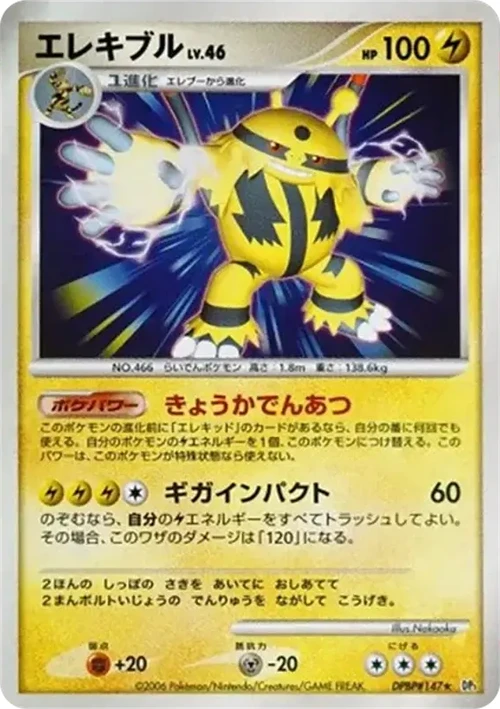 エレキブル LV.46 HP 100
1進化 エレブーから進化
NO.466 らいでんポケモン 高さ：1.8m 重さ：138.6kg
ポケパワー きょうかでんあつ
このポケモンの進化前に「エレキッド」のカードがあるなら、自分の番に何回でも
使える。自分のポケモンのエネルギーを1個、このポケモンにつけ替える。この
パワーは、このポケモンが特殊状態なら使えない。
ギガインパクト 60
のぞむなら、自分のエネルギーをすべてトラッシュしてよい。
その場合、このワザのダメージは「120」になる。
2ほんの しっぽの さきを あいてに おしあてて
2まんボルトいじょうの でんりゅうを ながして こうげき。
Illus. Nakaoka
弱点 抵抗力 にげる
+20 -20
©2006 Pokémon/Nintendo/Creatures/GAME FREAK. DPBP#147★ DP1